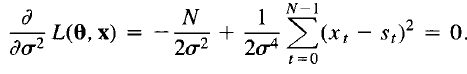 ∂/∂σ² L(θ, x) = − N/2σ² + 1/2σ⁴ ∑_{t=0}^{N−1} (x_t − s_t)² = 0.